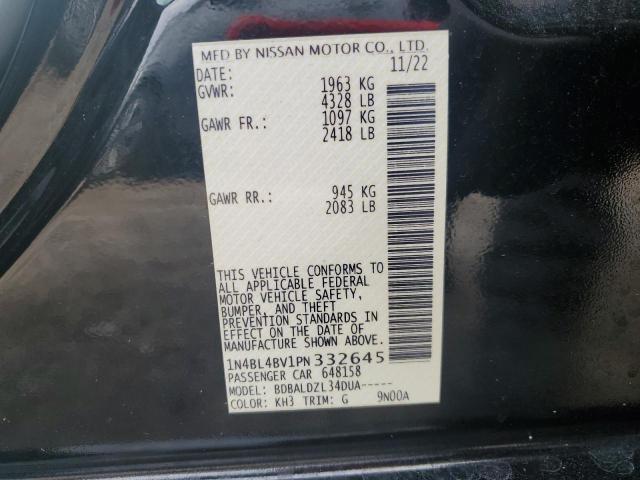 MFD BY NISSAN MOTOR CO., LTD.
DATE: 11/22
GVWR: 1963 KG
4328 LB
GAWR FR.: 1097 KG
2418 LB
GAWR RR.: 945 KG
2083 LB
THIS VEHICLE CONFORMS TO
ALL APPLICABLE FEDERAL
MOTOR VEHICLE SAFETY,
BUMPER, AND THEFT
PREVENTION STANDARDS IN
EFFECT ON THE DATE OF
MANUFACTURE SHOWN ABOVE.
1N4BL4BV1PN332645
PASSENGER CAR 648158
MODEL: BDBALDZL34DUA-----
COLOR: KH3 TRIM: G 9N00A